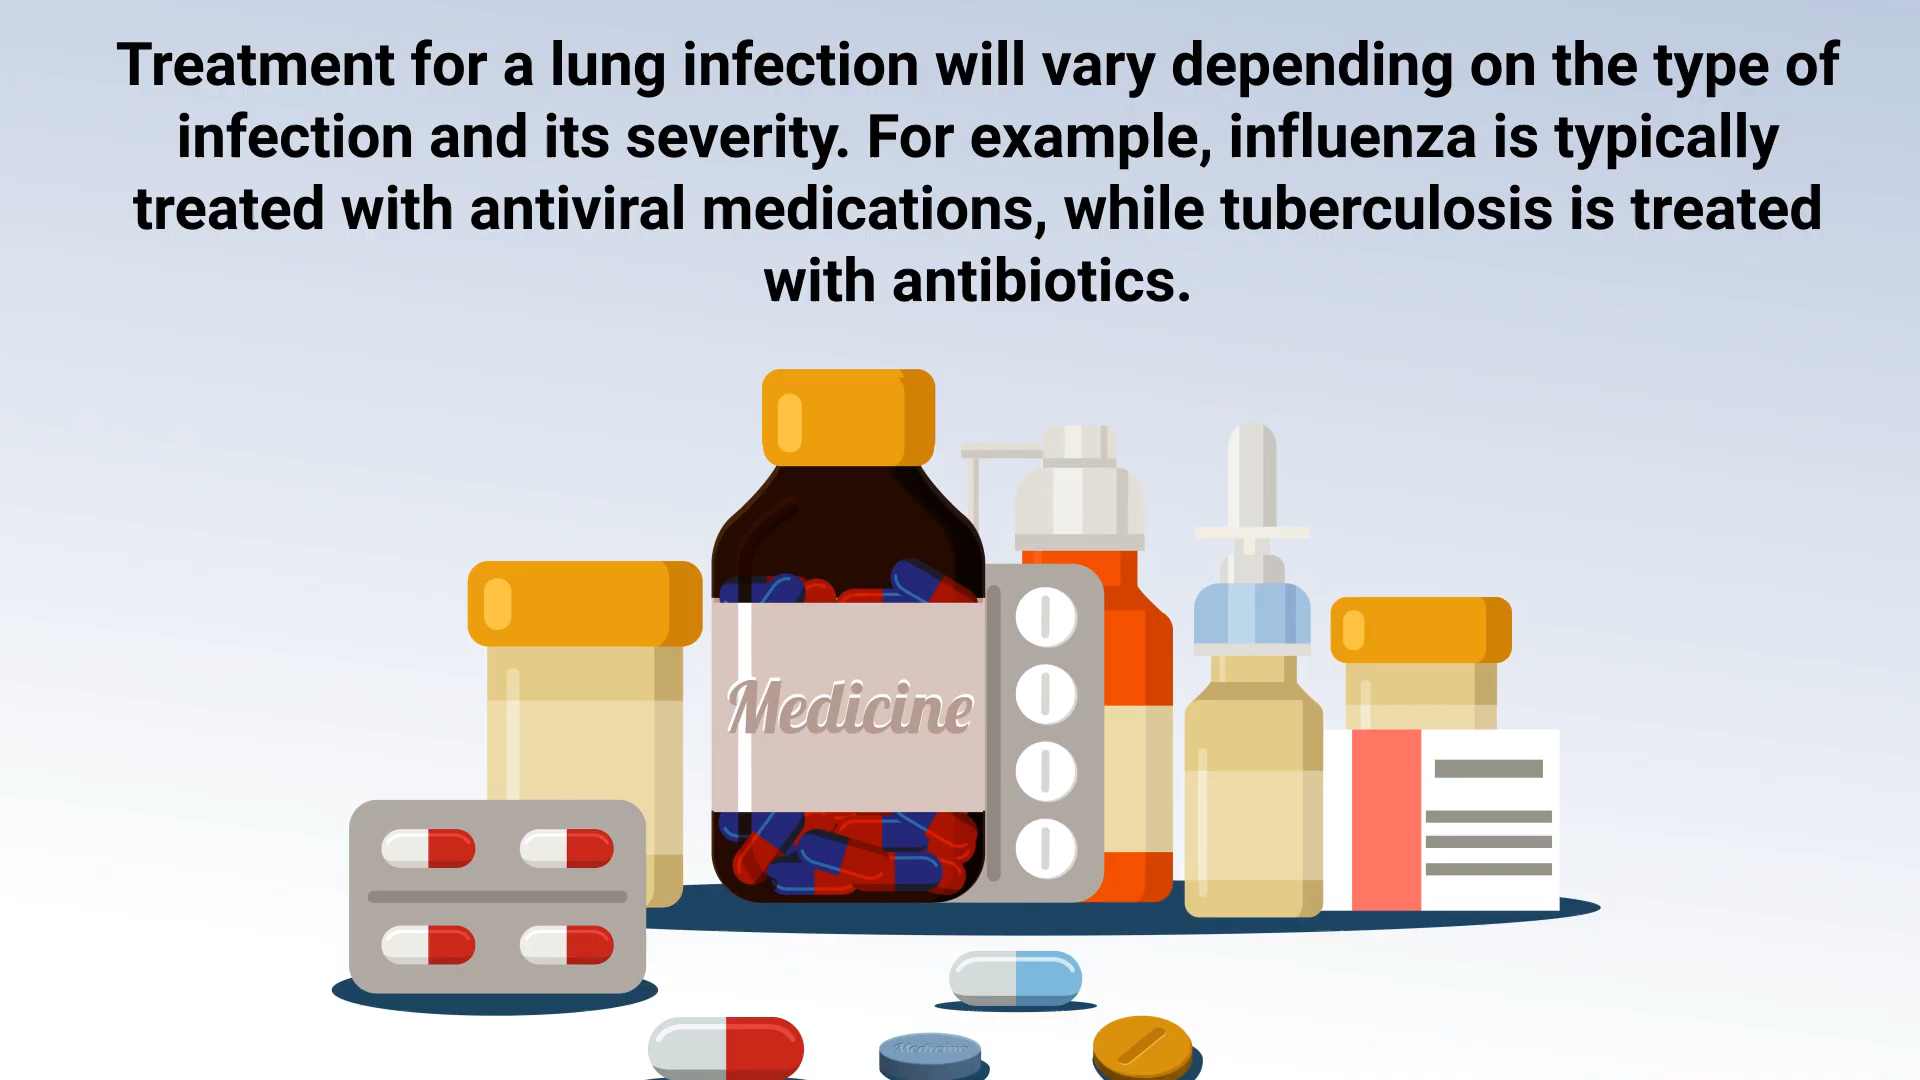 Treatment for a lung infection will vary depending on the type of
infection and its severity. For example, influenza is typically
treated with antiviral medications, while tuberculosis is treated
with antibiotics.
Medicine
Medicine